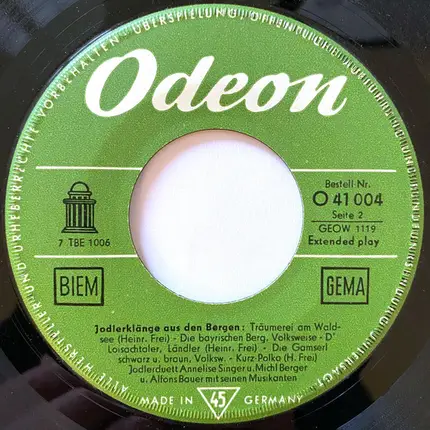 ALLE HERSTELLER- UND URHEBERRECHTE VORBEHALTEN · ÜBERSPIELUNG, ÖFFENTL
UNTERSAGT
Odeon
Bestell Nr.
O 41 004
Seite 2
GEOW 1119
Extended play
7 TBE 1006
BIEM
GEMA
Jodlerklänge aus den Bergen: Träumerei am Wald-
see (Heinr. Frei) - Die bayrischen Berg, Volksweise - D'
Loisachtaler, Ländler (Heinr. Frei) - Die Gamserl
schwarz u. braun, Volksw. - Kurz-Polka (H. Frei)
Jodlerduett Annelise Singer u. Michl Berger
u. Alfons Bauer mit seinen Musikanten
MADE IN 45 GERMANY